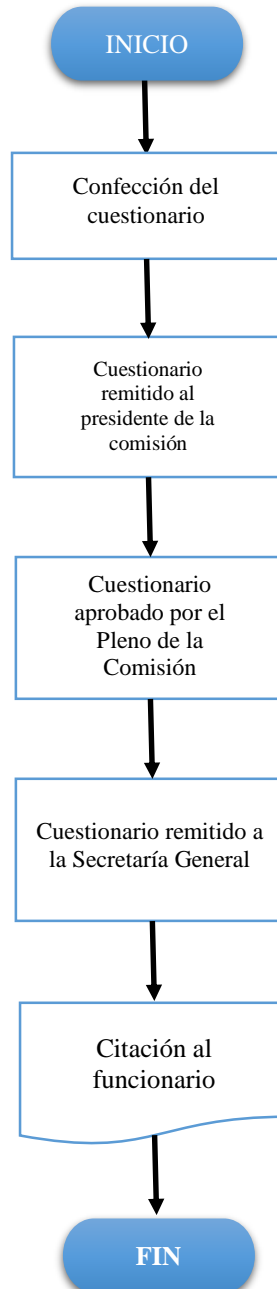 INICIO
Confección del
cuestionario
Cuestionario
remitido al
presidente de la
comisión
Cuestionario
aprobado por el
Pleno de la
Comisión
Cuestionario remitido a
la Secretaría General
Citación al
funcionario
FIN